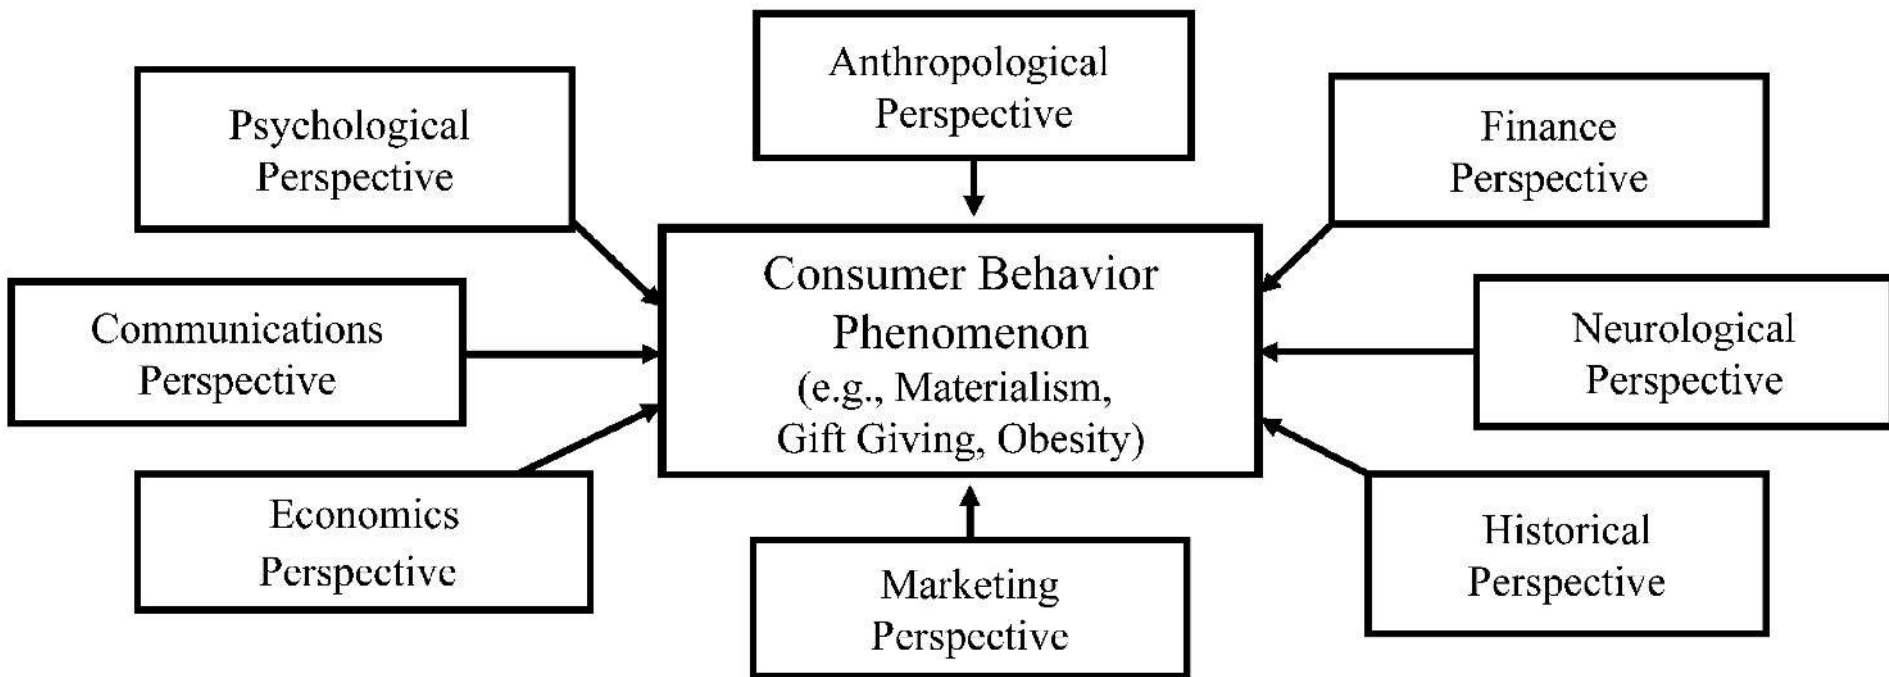 Anthropological
Perspective
Psychological
Perspective
Finance
Perspective
Consumer Behavior
Phenomenon
(e.g., Materialism,
Gift Giving, Obesity)
Communications
Perspective
Neurological
Perspective
Economics
Perspective
Marketing
Perspective
Historical
Perspective